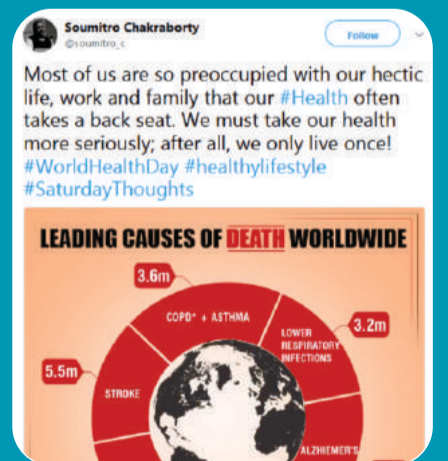 Soumitro Chakraborty
@soumitro_c
Follow
Most of us are so preoccupied with our hectic
life, work and family that our #Health often
takes a back seat. We must take our health
more seriously; after all, we only live once!
#WorldHealthDay #healthylifestyle
#SaturdayThoughts
LEADING CAUSES OF DEATH WORLDWIDE
3.6m
COPD* + ASTHMA
LOWER
RESPIRATORY
INFECTIONS
3.2m
5.5m
STROKE
ALZHIEMER'S